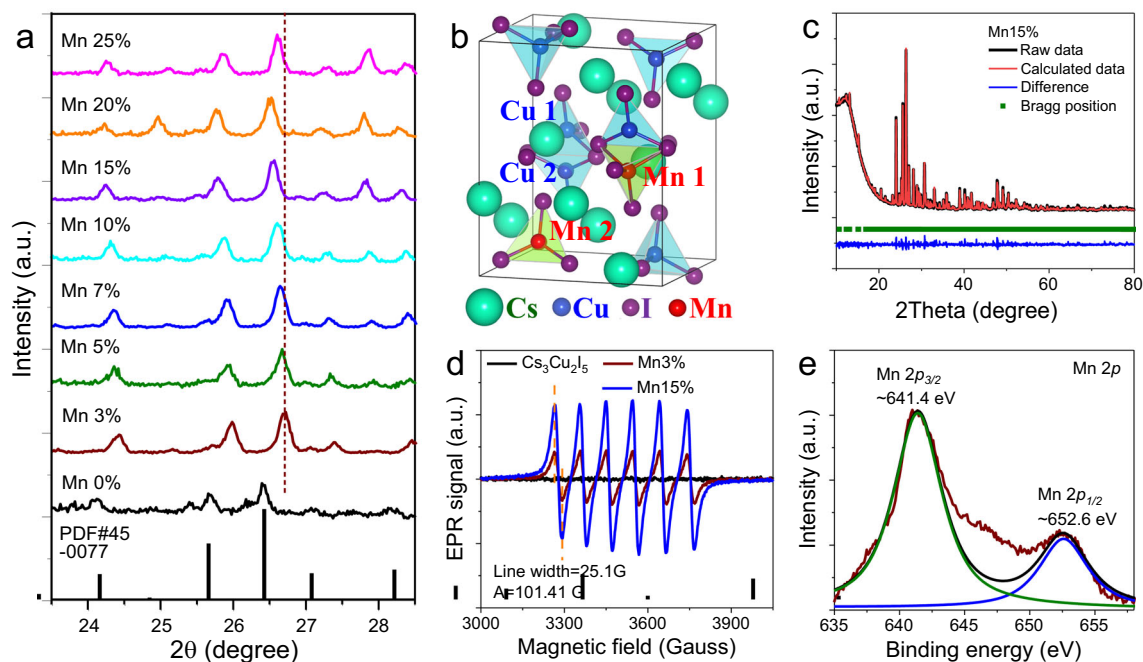 a
Mn 25%
Mn 20%
Mn 15%
Mn 10%
Mn 7%
Mn 5%
Mn 3%
Mn 0%
PDF#45
-0077
Intensity (a.u.)
24 25 26 27 28
2θ (degree)
b
Cu 1
Cu 2
Mn 1
Mn 2
Cs Cu I Mn
c
Mn15%
Raw data
Calculated data
Difference
Bragg position
Intensity (a.u.)
20 40 60 80
2Theta (degree)
d
Cs₃Cu₂I₅ Mn3%
Mn15%
EPR signal (a.u.)
Line width=25.1G
A=101.41 G
3000 3300 3600 3900
Magnetic field (Gauss)
e
Mn 2p
Mn 2p₃/₂
~641.4 eV
Mn 2p₁/₂
~652.6 eV
Intensity (a.u.)
635 640 645 650 655
Binding energy (eV)